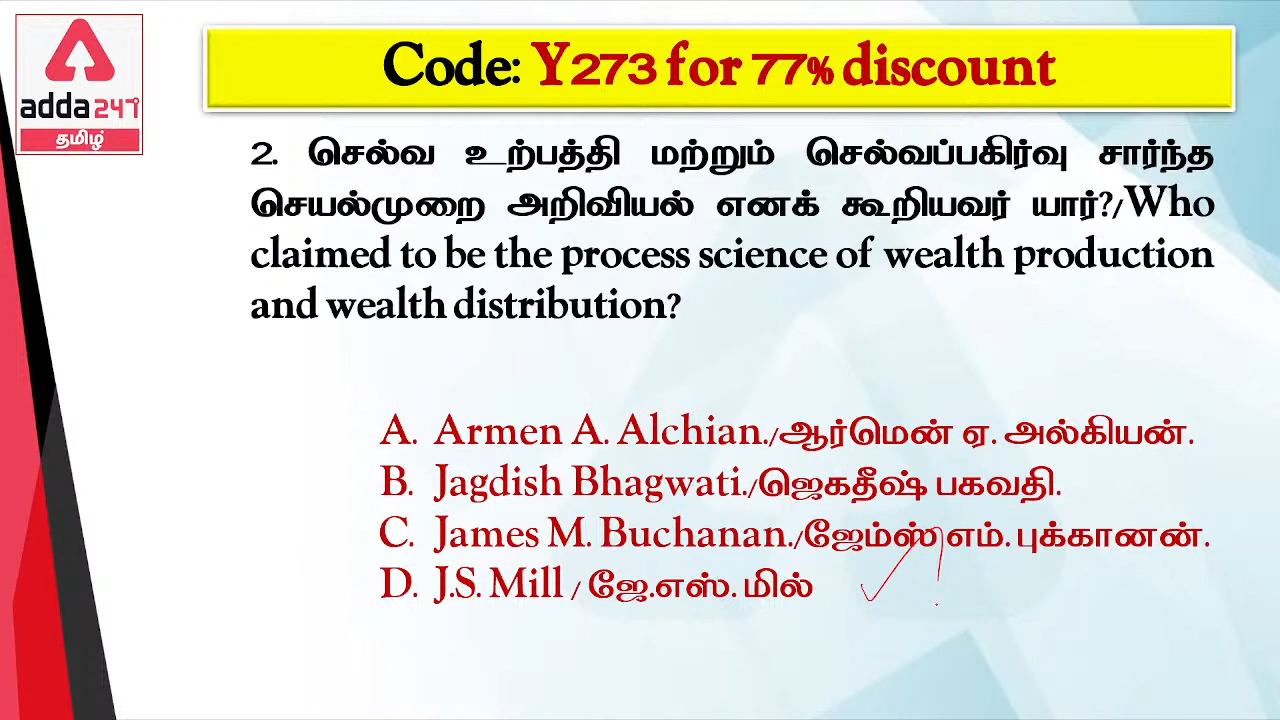 adda247
தமிழ்
Code: Y273 for 77% discount
2. செல்வ உற்பத்தி மற்றும் செல்வப்பகிர்வு சார்ந்த
செயல்முறை அறிவியல் எனக் கூறியவர் யார்?/Who
claimed to be the process science of wealth production
and wealth distribution?
A. Armen A. Alchian./ஆர்மென் ஏ. அல்கியன்.
B. Jagdish Bhagwati./ஜெகதீஷ் பகவதி.
C. James M. Buchanan./ஜேம்ஸ் எம். புக்கானன்.
D. J.S. Mill / ஜே.எஸ். மில்